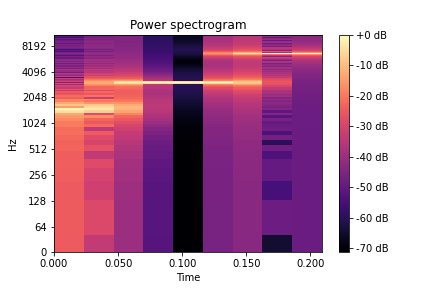 Power spectrogram
8192
4096
2048
1024
512
256
128
64
0
Hz
0.000 0.050 0.100 0.150 0.200
Time
+0 dB
-10 dB
-20 dB
-30 dB
-40 dB
-50 dB
-60 dB
-70 dB